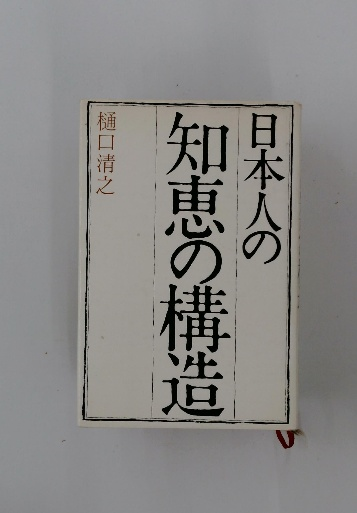 日本人の
知恵の構造
樋口清之